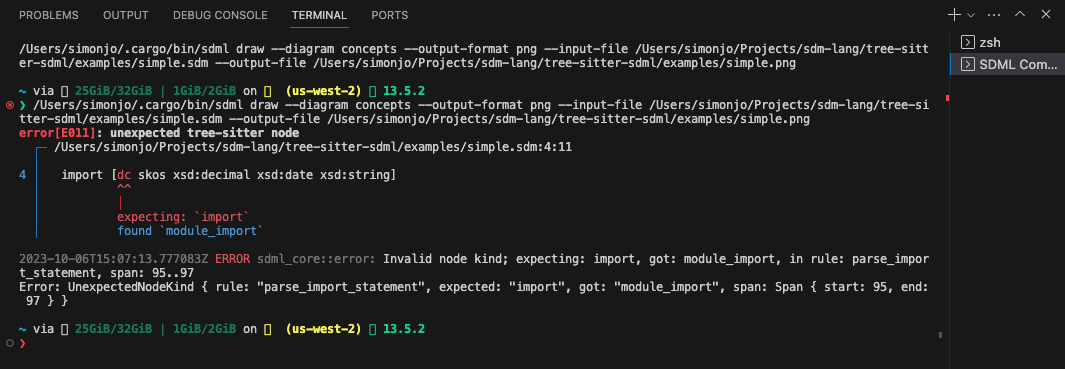 PROBLEMS OUTPUT DEBUG CONSOLE TERMINAL PORTS
/Users/simonjo/.cargo/bin/sdml draw --diagram concepts --output-format png --input-file /Users/simonjo/Projects/sdm-lang/tree-sitt
er-sdml/examples/simple.sdm --output-file /Users/simonjo/Projects/sdm-lang/tree-sitter-sdml/examples/simple.png
zsh
SDML Com...
~ via 25GiB/32GiB | 1GiB/2GiB on (us-west-2) 13.5.2
❯ /Users/simonjo/.cargo/bin/sdml draw --diagram concepts --output-format png --input-file /Users/simonjo/Projects/sdm-lang/tree-si
tter-sdml/examples/simple.sdm --output-file /Users/simonjo/Projects/sdm-lang/tree-sitter-sdml/examples/simple.png
error[E011]: unexpected tree-sitter node
/Users/simonjo/Projects/sdm-lang/tree-sitter-sdml/examples/simple.sdm:4:11
4 import [dc skos xsd:decimal xsd:date xsd:string]
^^
|
expecting: `import`
found `module_import`
2023-10-06T15:07:13.777083Z ERROR sdml_core::error: Invalid node kind; expecting: import, got: module_import, in rule: parse_impor
t_statement, span: 95..97
Error: UnexpectedNodeKind { rule: "parse_import_statement", expected: "import", got: "module_import", span: Span { start: 95, end:
97 } }
~ via 25GiB/32GiB | 1GiB/2GiB on (us-west-2) 13.5.2
❯